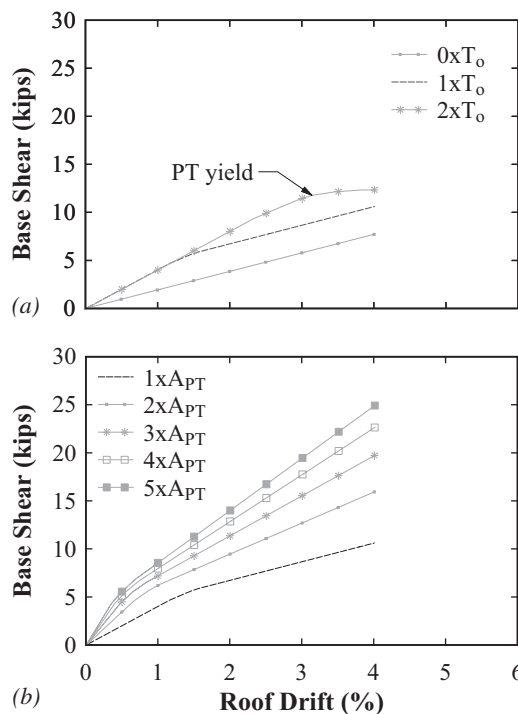 30
25
20
15
10
5
0
Base Shear (kips)
0xTo
1xTo
2xTo
PT yield
(a)
30
25
20
15
10
5
0
Base Shear (kips)
1xAPT
2xAPT
3xAPT
4xAPT
5xAPT
0 1 2 3 4 5 6
(b)
Roof Drift (%)